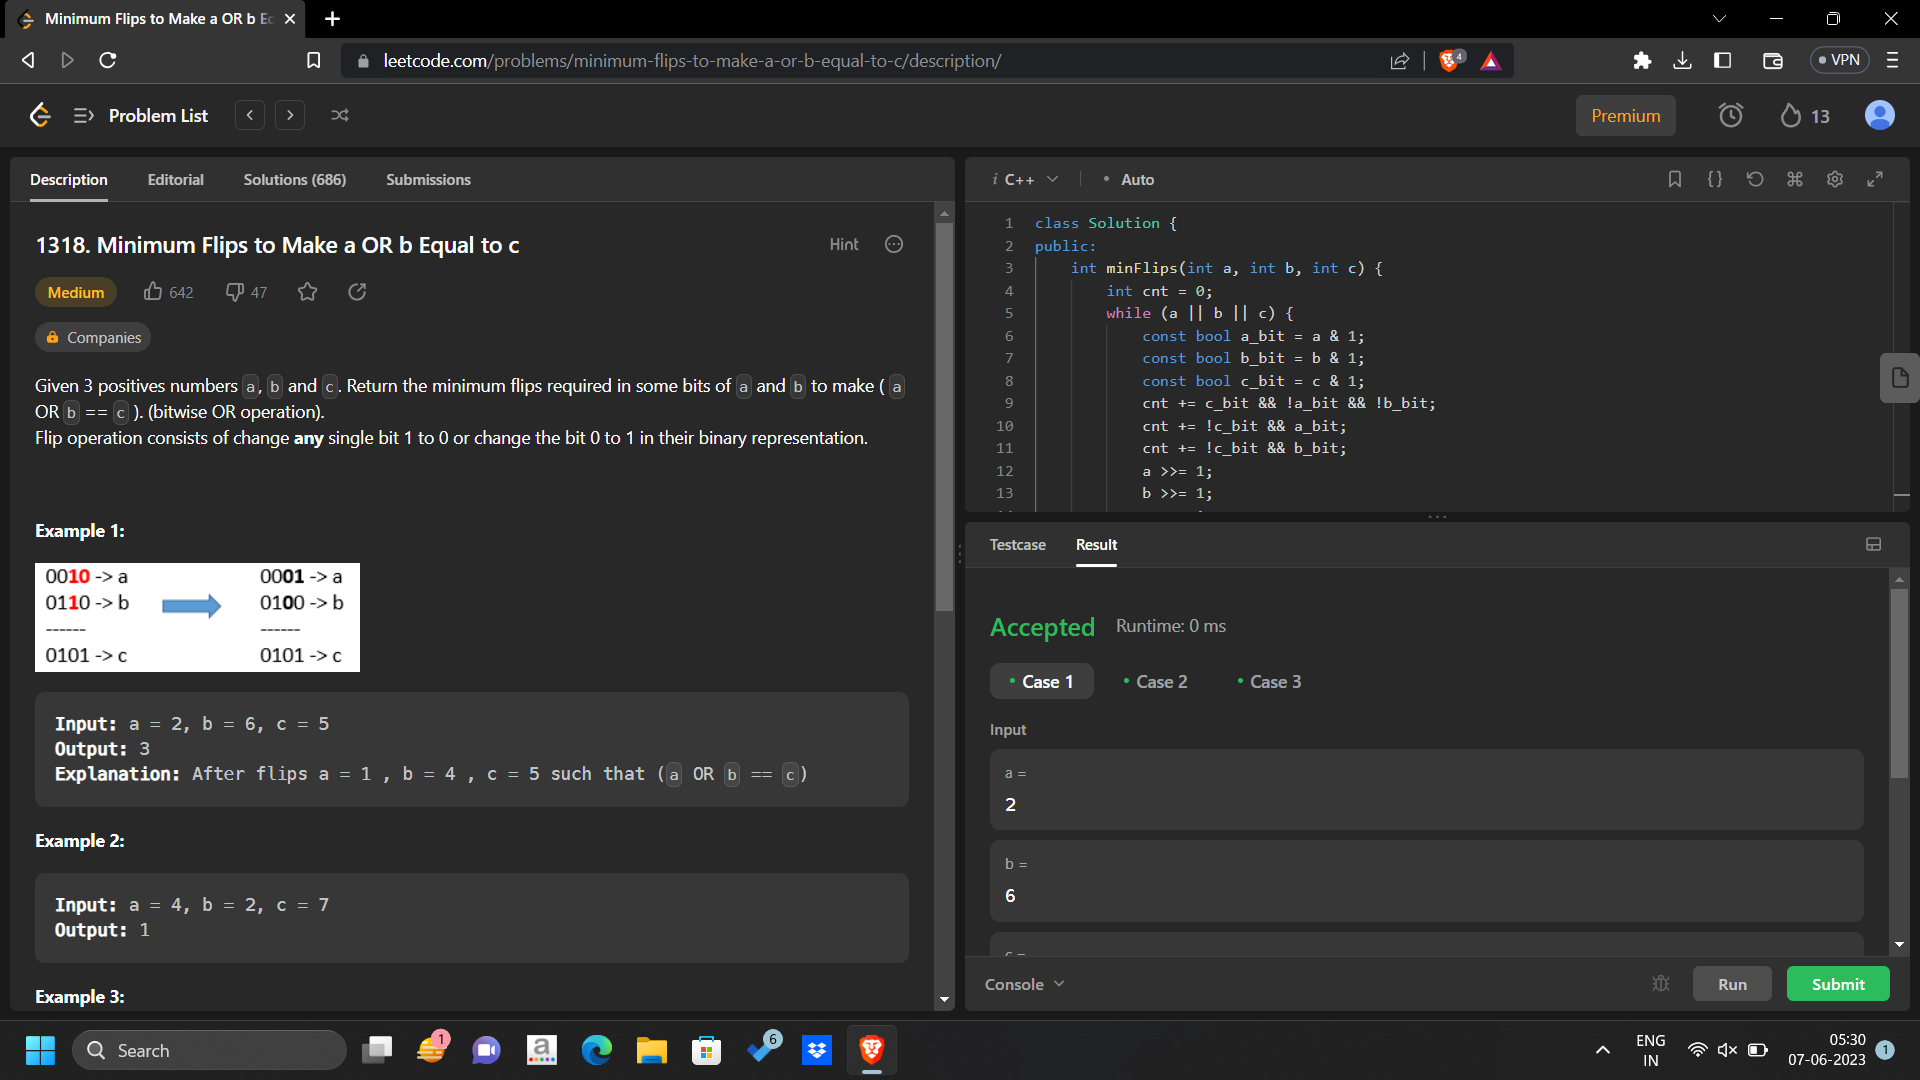 Minimum Flips to Make a OR b Eq
leetcode.com/problems/minimum-flips-to-make-a-or-b-equal-to-c/description/
4
VPN
Problem List
Premium
13
Description
Editorial
Solutions (686)
Submissions
1318. Minimum Flips to Make a OR b Equal to c
Hint
Medium
642
47
Companies
Given 3 positives numbers a, b and c. Return the minimum flips required in some bits of a and b to make ( a
OR b == c ). (bitwise OR operation).
Flip operation consists of change any single bit 1 to 0 or change the bit 0 to 1 in their binary representation.
Example 1:
0010 -> a 0001 -> a
0110 -> b 0100 -> b
------ ------
0101 -> c 0101 -> c
Input: a = 2, b = 6, c = 5
Output: 3
Explanation: After flips a = 1 , b = 4 , c = 5 such that (a OR b == c)
Example 2:
Input: a = 4, b = 2, c = 7
Output: 1
Example 3:
i C++
Auto
1 class Solution {
2 public:
3 int minFlips(int a, int b, int c) {
4 int cnt = 0;
5 while (a || b || c) {
6 const bool a_bit = a & 1;
7 const bool b_bit = b & 1;
8 const bool c_bit = c & 1;
9 cnt += c_bit && !a_bit && !b_bit;
10 cnt += !c_bit && a_bit;
11 cnt += !c_bit && b_bit;
12 a >>= 1;
13 b >>= 1;
Testcase
Result
Accepted
Runtime: 0 ms
Case 1
Case 2
Case 3
Input
a =
2
b =
6
Console
Run
Submit
Search
1
a
6
ENG
IN
05:30
07-06-2023
1